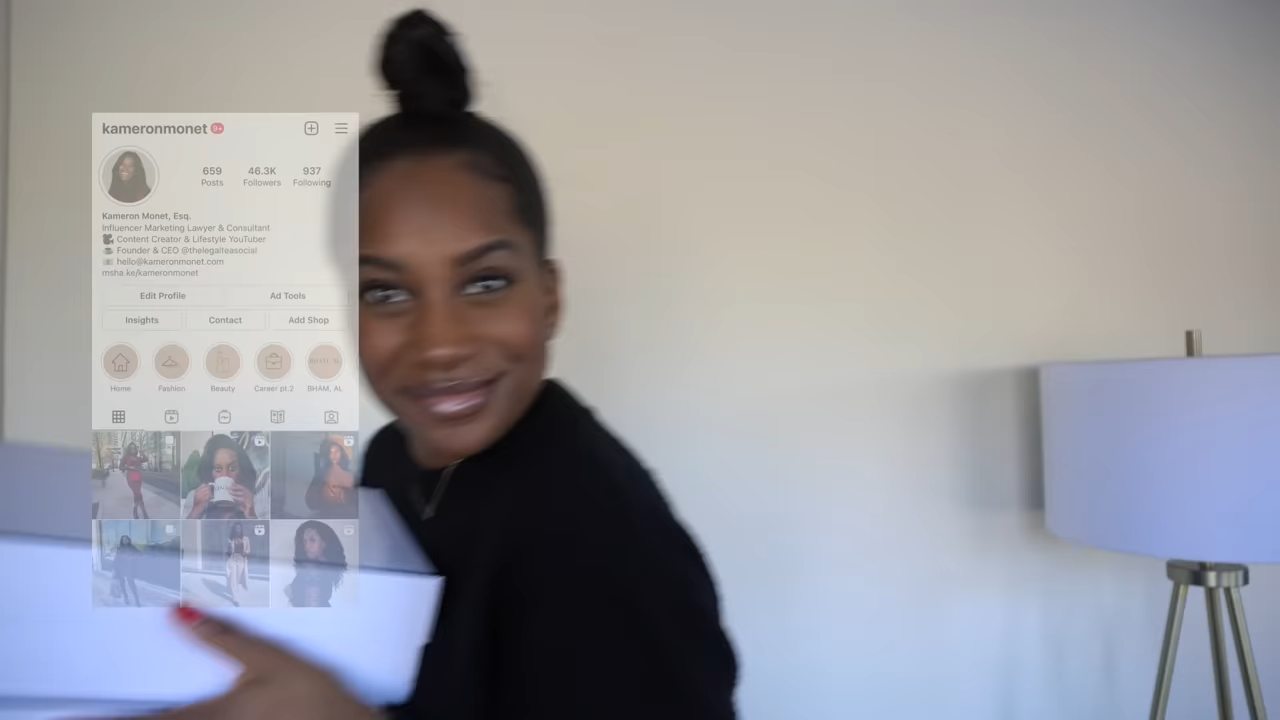 kameronmonet 9+
659 46.3K 937
Posts Followers Following
Kameron Monet, Esq.
Influencer Marketing Lawyer & Consultant
🎥 Content Creator & Lifestyle YouTuber
☕ Founder & CEO @thelegalteasocial
📧 hello@kameronmonet.com
msha.ke/kameronmonet
Edit Profile Ad Tools
Insights Contact Add Shop
Home Fashion Beauty Career pt.2 BHAM, AL